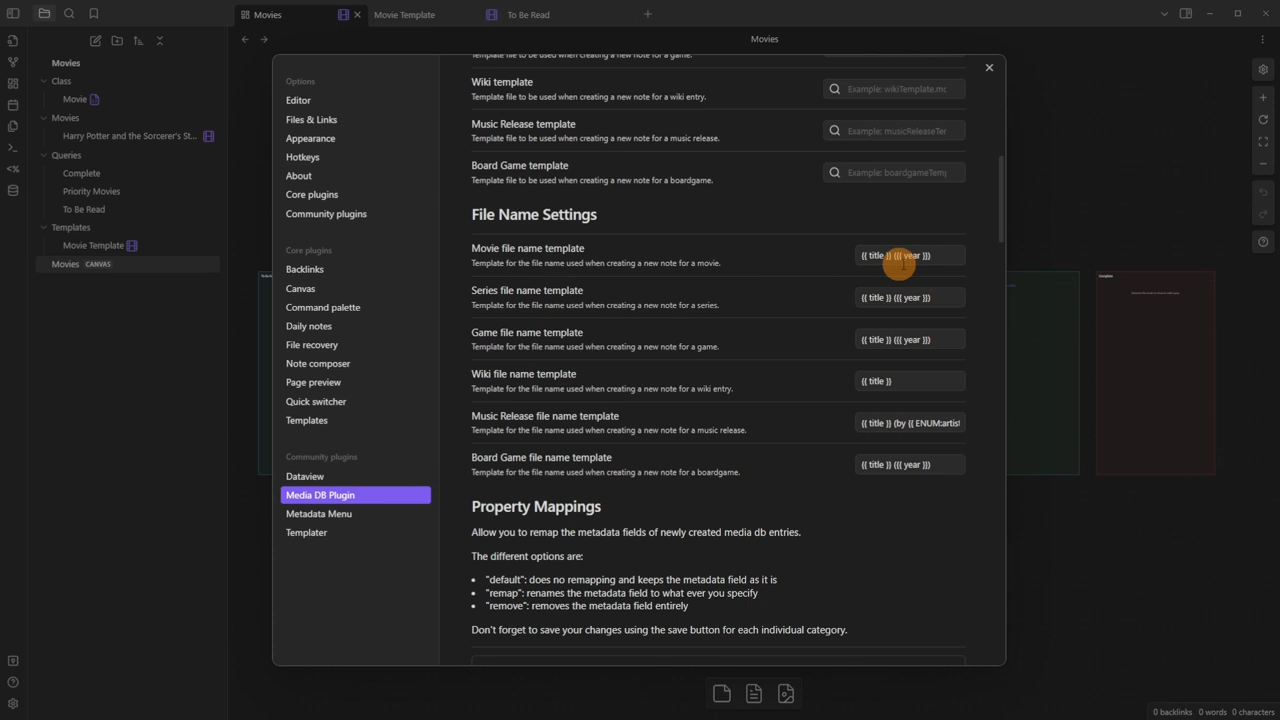 Movies
Movie Template
To Be Read
Movies
Movies
Class
Movie
Movies
Harry Potter and the Sorcerer's St...
Queries
Complete
Priority Movies
To Be Read
Templates
Movie Template
Movies CANVAS
Options
Editor
Files & Links
Appearance
Hotkeys
About
Core plugins
Community plugins
Core plugins
Backlinks
Canvas
Command palette
Daily notes
File recovery
Note composer
Page preview
Quick switcher
Templates
Community plugins
Dataview
Media DB Plugin
Metadata Menu
Templater
Template file to be used when creating a new note for a game.
Wiki template
Template file to be used when creating a new note for a wiki entry.
Example: wikiTemplate.mc
Music Release template
Template file to be used when creating a new note for a music release.
Example: musicReleaseTer
Board Game template
Template file to be used when creating a new note for a boardgame.
Example: boardgameTemp
File Name Settings
Movie file name template
Template for the file name used when creating a new note for a movie.
{{ title }} ({{ year }})
Series file name template
Template for the file name used when creating a new note for a series.
{{ title }} ({{ year }})
Game file name template
Template for the file name used when creating a new note for a game.
{{ title }} ({{ year }})
Wiki file name template
Template for the file name used when creating a new note for a wiki entry.
{{ title }}
Music Release file name template
Template for the file name used when creating a new note for a music release.
{{ title }} (by {{ ENUM:artist
Board Game file name template
Template for the file name used when creating a new note for a boardgame.
{{ title }} ({{ year }})
Property Mappings
Allow you to remap the metadata fields of newly created media db entries.
The different options are:
• "default": does no remapping and keeps the metadata field as it is
• "remap": renames the metadata field to what ever you specify
• "remove": removes the metadata field entirely
Don't forget to save your changes using the save button for each individual category.
0 backlinks 0 words 0 characters